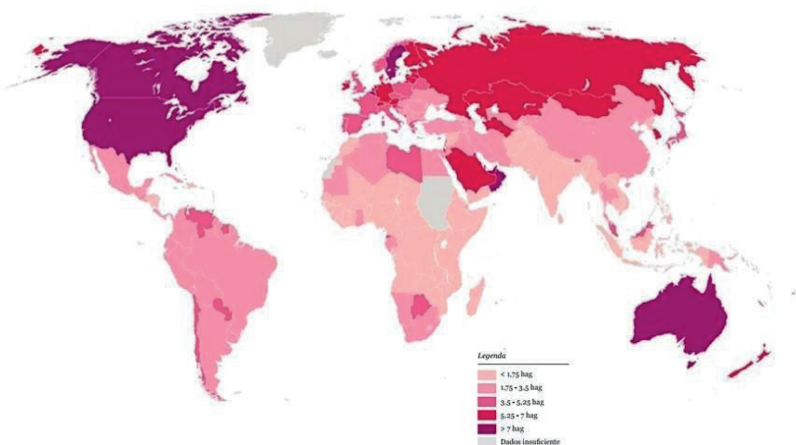 Legenda
< 1,75 hag
1,75 - 3,5 hag
3,5 - 5,25 hag
5,25 - 7 hag
> 7 hag
Dados insuficiente